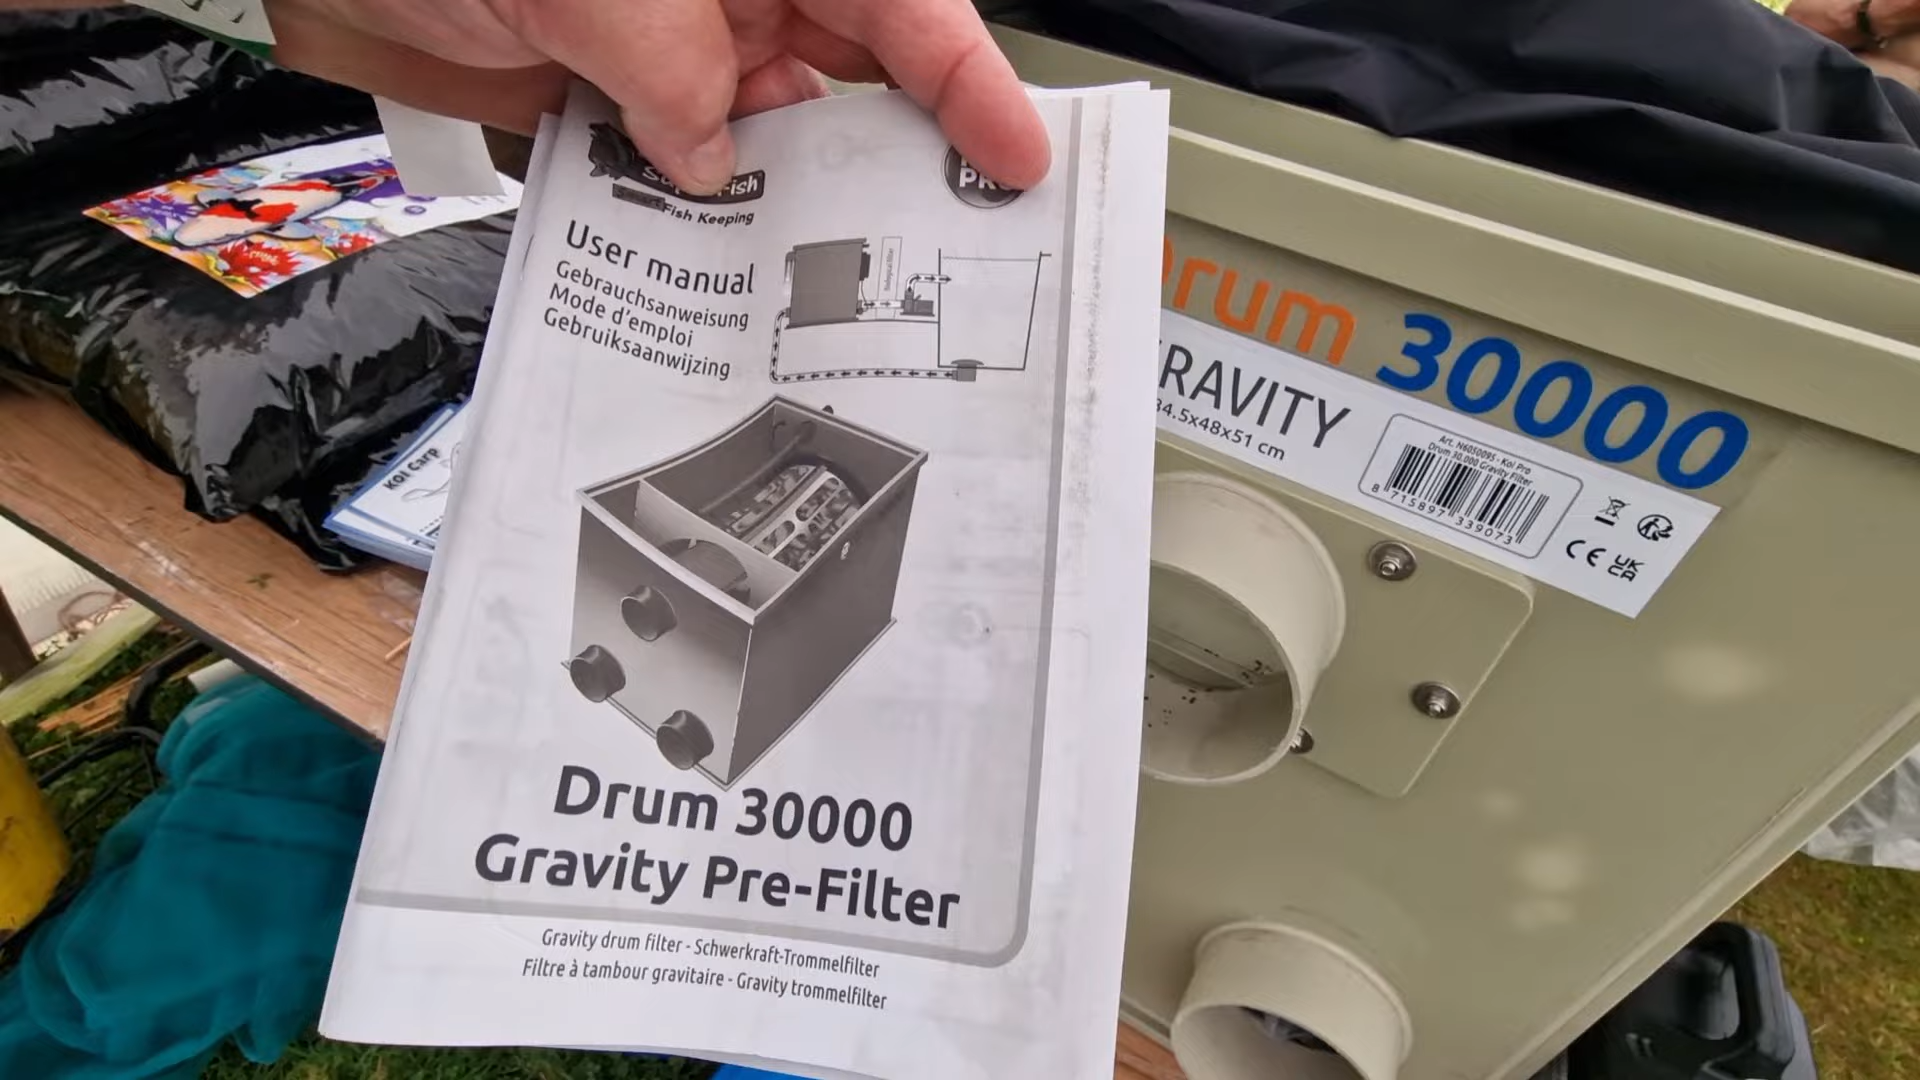 Fish Keeping
User manual
Gebrauchsanweisung
Mode d'emploi
Gebruiksaanwijzing
Drum 30000
Gravity Pre-Filter
Gravity drum filter - Schwerkraft-Trommelfilter
Filtre à tambour gravitaire - Gravity trommelfilter
Koi Carp
rum 30000
RAVITY
34.5x48x51 cm
Art. N6050095 - Koi Pro
Drum 30.000 Gravity Filter
8 715897 339073
CE UK CA